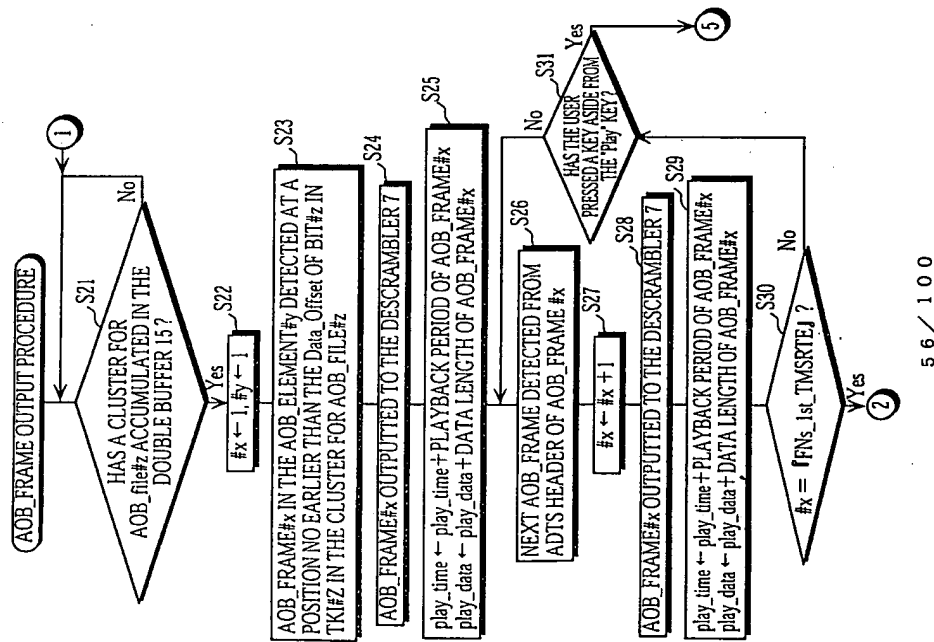 AOB_FRAME OUTPUT PROCEDURE
1
S21
HAS A CLUSTER FOR
AOB_file#z ACCUMULATED IN THE
DOUBLE BUFFER 15 ?
No
Yes
S22
#x ← 1, #y ← 1
S23
AOB_FRAME#x IN THE AOB_ELEMENT#y DETECTED AT A
POSITION NO EARLIER THAN THE Data_Offset OF BIT#z IN
TKI#Z IN THE CLUSTER FOR AOB_FILE#z
S24
AOB_FRAME#x OUTPUTTED TO THE DESCRAMBLER 7
S25
play_time ← play_time + PLAYBACK PERIOD OF AOB_FRAME#x
play_data ← play_data + DATA LENGTH OF AOB_FRAME#x
S26
NEXT AOB_FRAME DETECTED FROM
ADTS HEADER OF AOB_FRAME #x
S27
#x ← #x + 1
S28
AOB_FRAME#x OUTPUTTED TO THE DESCRAMBLER 7
S29
play_time ← play_time + PLAYBACK PERIOD OF AOB_FRAME#x
play_data ← play_data + DATA LENGTH OF AOB_FRAME#x
S30
#x = ｢FNs_1st_TMSRTE｣ ?
No
Yes
2
S31
HAS THE USER
PRESSED A KEY ASIDE FROM
THE "Play" KEY ?
No
Yes
5
56/100